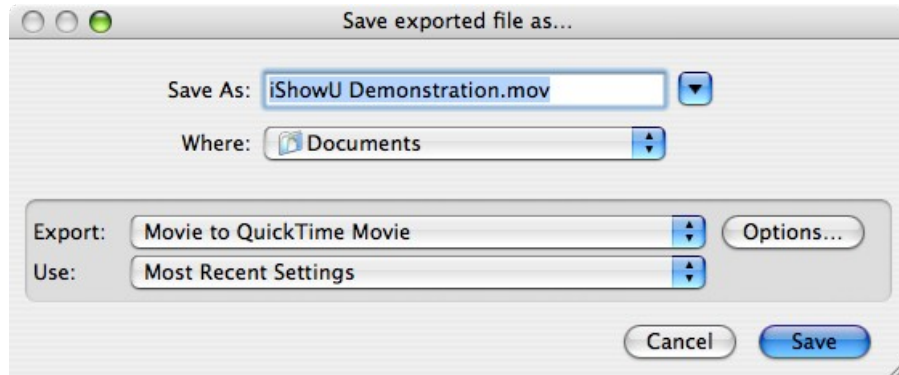 Save exported file as...
Save As: iShowU Demonstration.mov
Where: Documents
Export: Movie to QuickTime Movie Options...
Use: Most Recent Settings
Cancel Save